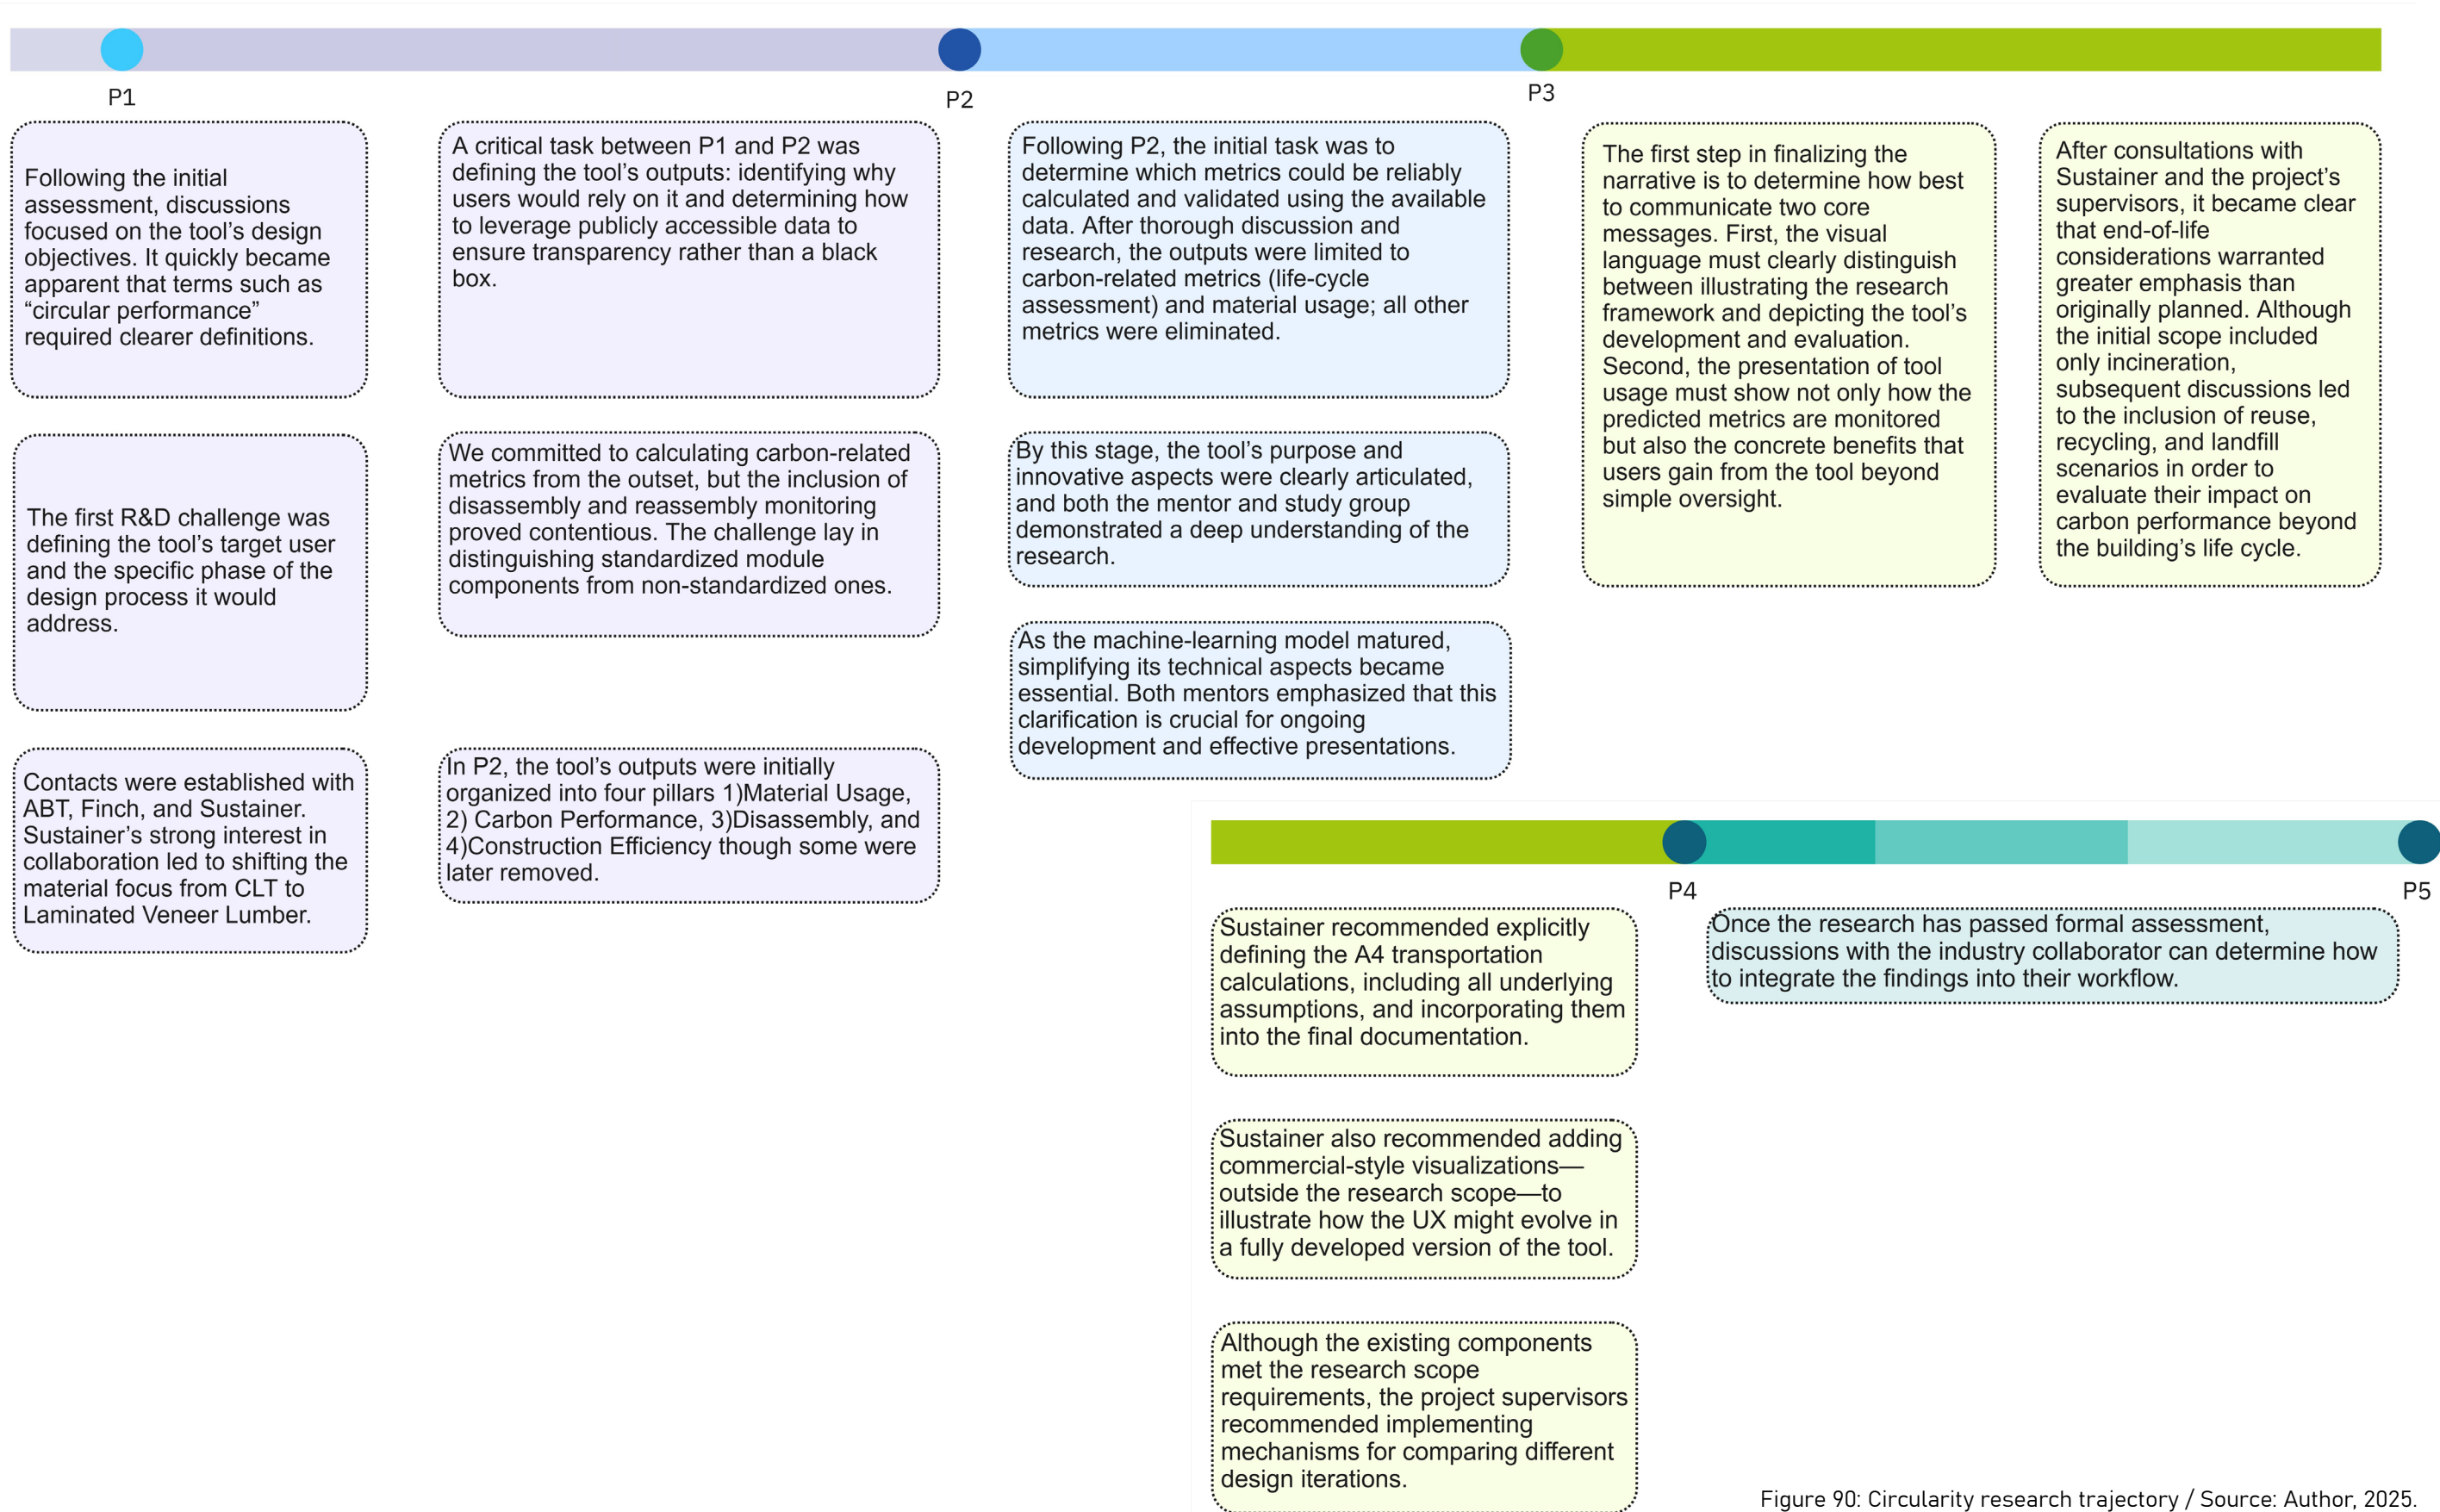 P1
P2
P3
Following the initial
assessment, discussions
focused on the tool’s design
objectives. It quickly became
apparent that terms such as
“circular performance”
required clearer definitions.
The first R&D challenge was
defining the tool’s target user
and the specific phase of the
design process it would
address.
Contacts were established with
ABT, Finch, and Sustainer.
Sustainer’s strong interest in
collaboration led to shifting the
material focus from CLT to
Laminated Veneer Lumber.
A critical task between P1 and P2 was
defining the tool’s outputs: identifying why
users would rely on it and determining how
to leverage publicly accessible data to
ensure transparency rather than a black
box.
We committed to calculating carbon-related
metrics from the outset, but the inclusion of
disassembly and reassembly monitoring
proved contentious. The challenge lay in
distinguishing standardized module
components from non-standardized ones.
In P2, the tool’s outputs were initially
organized into four pillars 1)Material Usage,
2) Carbon Performance, 3)Disassembly, and
4)Construction Efficiency though some were
later removed.
Following P2, the initial task was to
determine which metrics could be reliably
calculated and validated using the available
data. After thorough discussion and
research, the outputs were limited to
carbon-related metrics (life-cycle
assessment) and material usage; all other
metrics were eliminated.
By this stage, the tool’s purpose and
innovative aspects were clearly articulated,
and both the mentor and study group
demonstrated a deep understanding of the
research.
As the machine-learning model matured,
simplifying its technical aspects became
essential. Both mentors emphasized that this
clarification is crucial for ongoing
development and effective presentations.
The first step in finalizing the
narrative is to determine how best
to communicate two core
messages. First, the visual
language must clearly distinguish
between illustrating the research
framework and depicting the tool’s
development and evaluation.
Second, the presentation of tool
usage must show not only how the
predicted metrics are monitored
but also the concrete benefits that
users gain from the tool beyond
simple oversight.
After consultations with
Sustainer and the project’s
supervisors, it became clear
that end-of-life
considerations warranted
greater emphasis than
originally planned. Although
the initial scope included
only incineration,
subsequent discussions led
to the inclusion of reuse,
recycling, and landfill
scenarios in order to
evaluate their impact on
carbon performance beyond
the building’s life cycle.
P4
P5
Sustainer recommended explicitly
defining the A4 transportation
calculations, including all underlying
assumptions, and incorporating them
into the final documentation.
Sustainer also recommended adding
commercial-style visualizations—
outside the research scope—to
illustrate how the UX might evolve in
a fully developed version of the tool.
Although the existing components
met the research scope
requirements, the project supervisors
recommended implementing
mechanisms for comparing different
design iterations.
Once the research has passed formal assessment,
discussions with the industry collaborator can determine how
to integrate the findings into their workflow.
Figure 90: Circularity research trajectory / Source: Author, 2025.